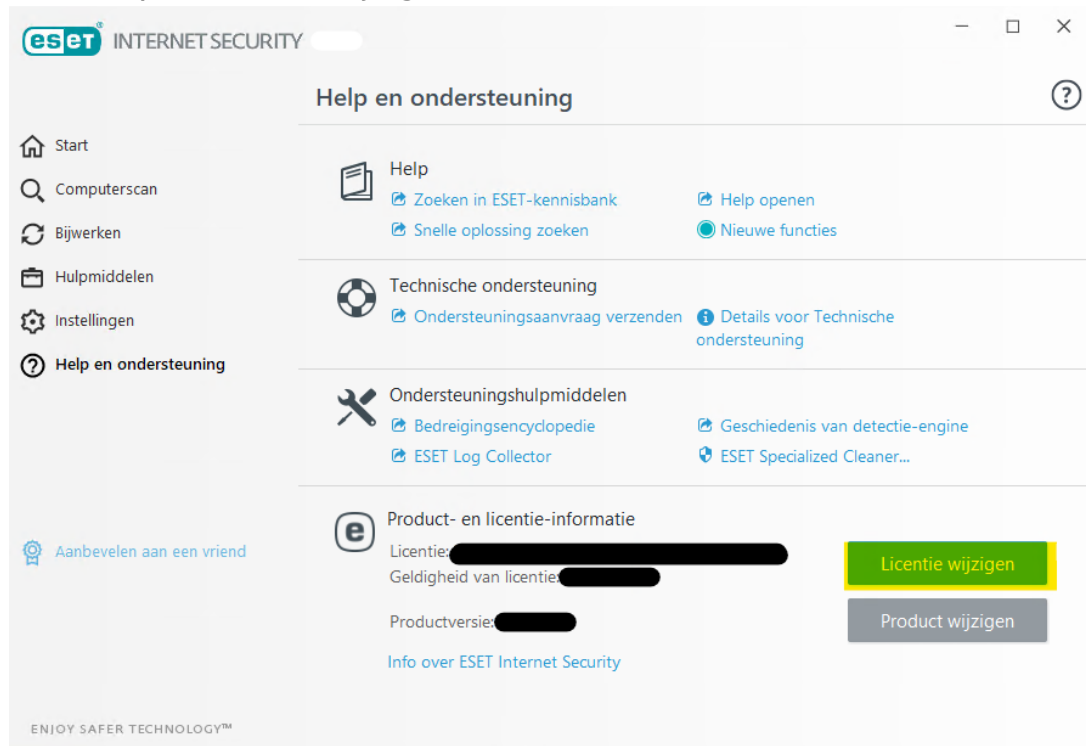 eset INTERNET SECURITY
Help en ondersteuning
Start
Computerscan
Bijwerken
Hulpmiddelen
Instellingen
Help en ondersteuning
Aanbevelen aan een vriend
Help
Zoeken in ESET-kennisbank
Help openen
Snelle oplossing zoeken
Nieuwe functies
Technische ondersteuning
Ondersteuningsaanvraag verzenden
Details voor Technische
ondersteuning
Ondersteuningshulpmiddelen
Bedreigingsencyclopedie
Geschiedenis van detectie-engine
ESET Log Collector
ESET Specialized Cleaner...
Product- en licentie-informatie
Licentie:
Geldigheid van licentie:
Licentie wijzigen
Productversie:
Product wijzigen
Info over ESET Internet Security
ENJOY SAFER TECHNOLOGY™